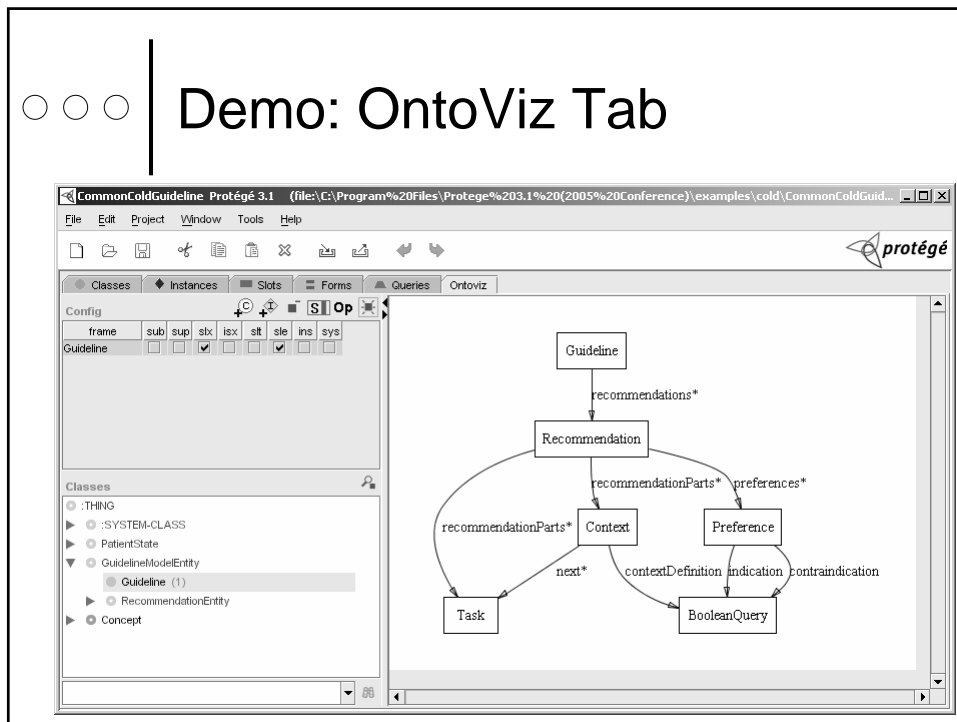 Demo: OntoViz Tab
CommonColdGuideline Protégé 3.1 (file:\C:\Program%20Files\Protege%203.1%20(2005%20Conference)\examples\cold\CommonColdGuid...
File Edit Project Window Tools Help
protégé
Classes Instances Slots Forms Queries Ontoviz
Config C I S Op
frame sub sup slx isx slt sle ins sys
Guideline
Guideline
recommendations*
Recommendation
recommendationParts* preferences*
recommendationParts* Context Preference
next* contextDefinition indication contraindication
Task BooleanQuery
Classes
:THING
:SYSTEM-CLASS
PatientState
GuidelineModelEntity
Guideline (1)
RecommendationEntity
Concept